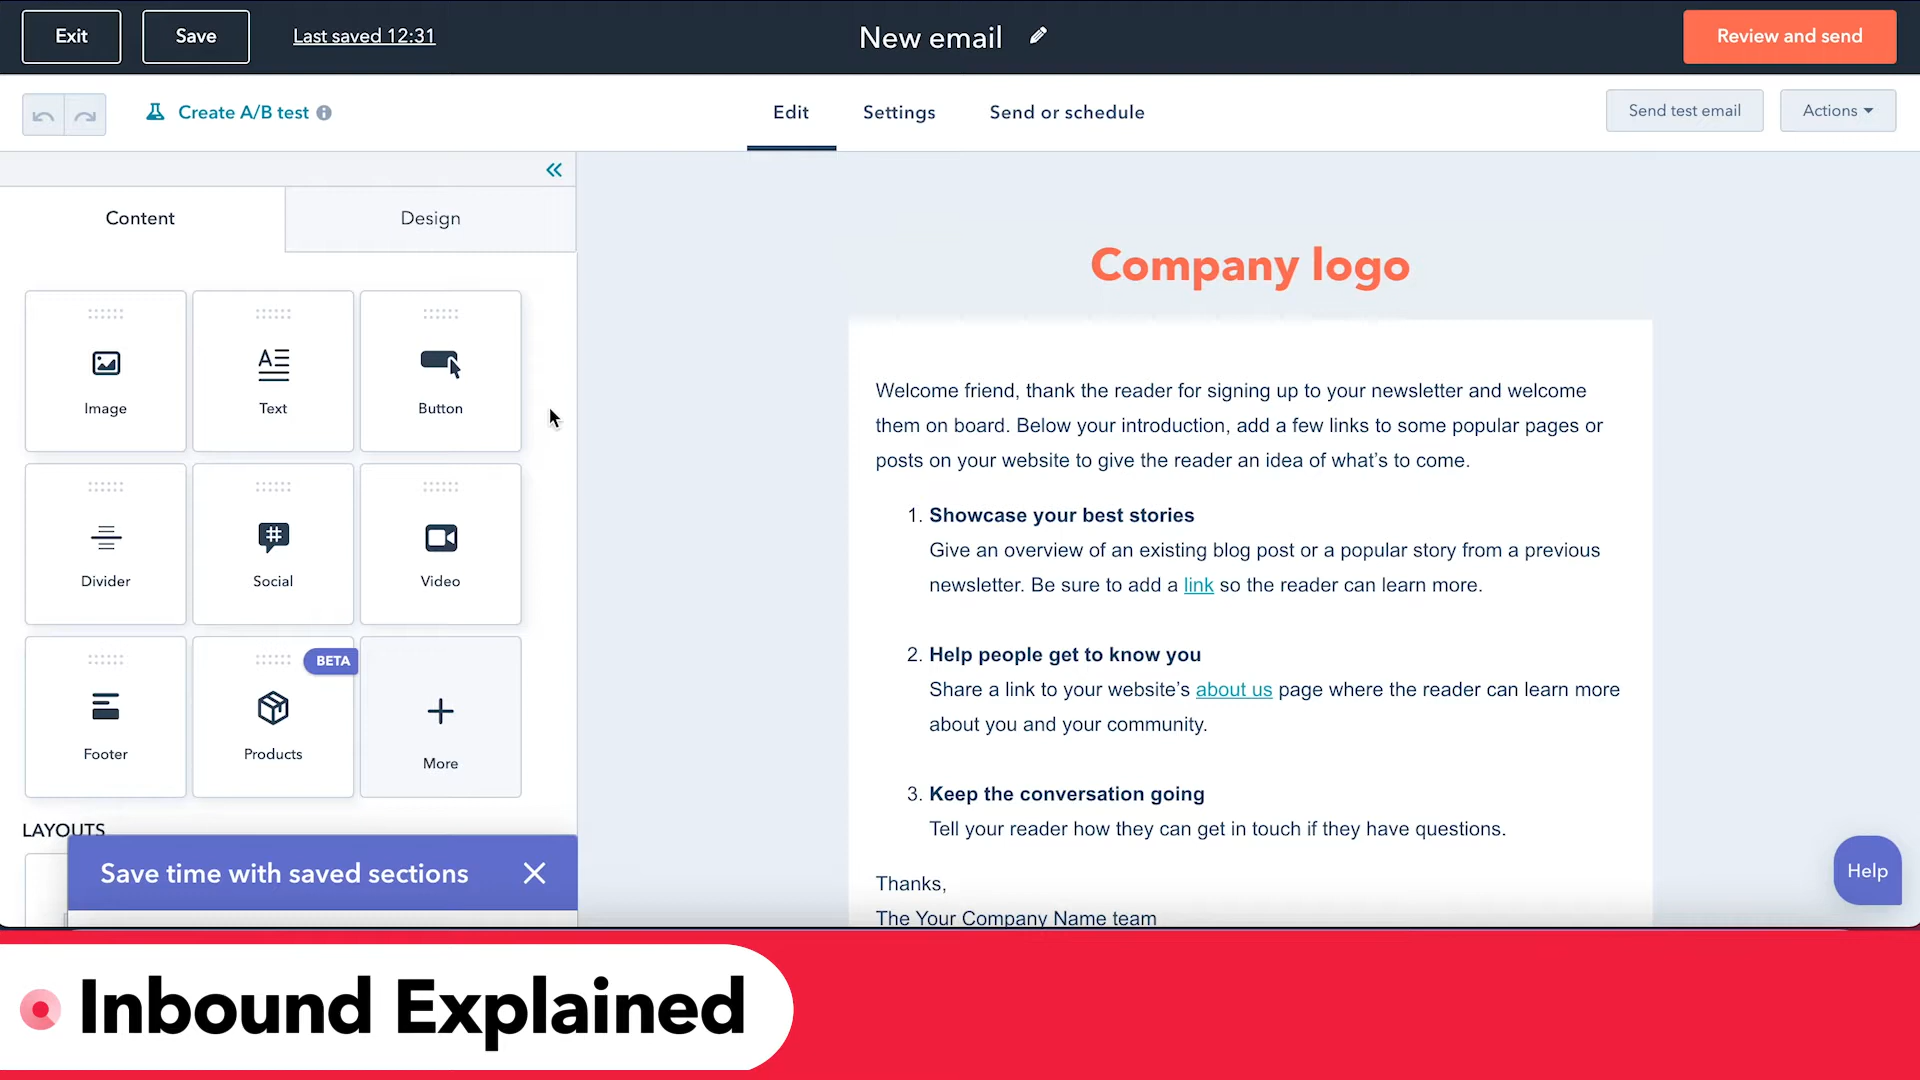 Exit
Save
Last saved 12:31
New email
Review and send
Create A/B test
Edit
Settings
Send or schedule
Send test email
Actions
Content
Design
Image
Text
Button
Divider
Social
Video
Footer
BETA
Products
More
LAYOUTS
Save time with saved sections
Company logo
Welcome friend, thank the reader for signing up to your newsletter and welcome
them on board. Below your introduction, add a few links to some popular pages or
posts on your website to give the reader an idea of what's to come.
1. Showcase your best stories
Give an overview of an existing blog post or a popular story from a previous
newsletter. Be sure to add a link so the reader can learn more.
2. Help people get to know you
Share a link to your website's about us page where the reader can learn more
about you and your community.
3. Keep the conversation going
Tell your reader how they can get in touch if they have questions.
Thanks,
The Your Company Name team
Help
Inbound Explained